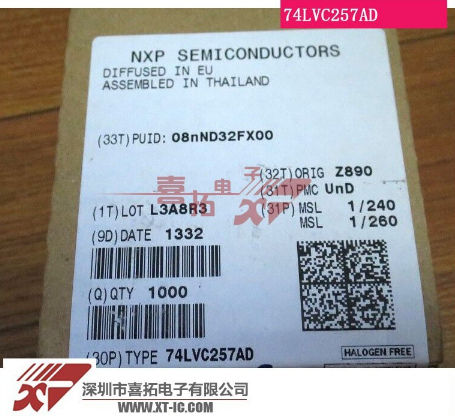 74LVC257AD
NXP SEMICONDUCTORS
DIFFUSED IN EU
ASSEMBLED IN THAILAND
(33T)PUID: 08nND32FX00
(32T)ORIG Z890
(31T)PMC UnD
(31P) MSL 1/240
MSL 1/260
喜拓电子 XT
(1T)LOT L3A8R3
(9D)DATE 1332
(Q)QTY 1000
(30P)TYPE 74LVC257AD
HALOGEN FREE
XT
深圳市喜拓电子有限公司
WWW.XT-IC.COM